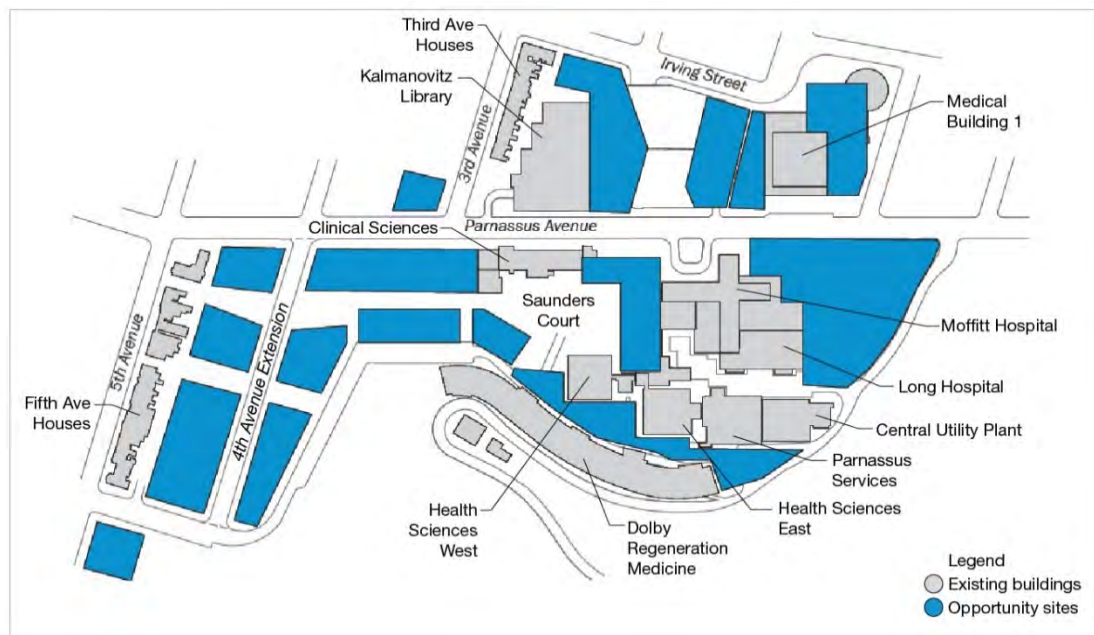 Third Ave
Houses
Kalmanovitz
Library
Irving Street
Medical
Building 1
3rd Avenue
Parnassus Avenue
Clinical Sciences
Saunders
Court
Moffitt Hospital
5th Avenue
4th Avenue Extension
Long Hospital
Fifth Ave
Houses
Central Utility Plant
Parnassus
Services
Health
Sciences
West
Dolby
Regeneration
Medicine
Health Sciences
East
Legend
Existing buildings
Opportunity sites